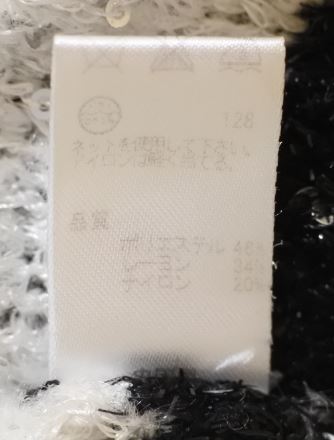 128
ネットを使用して下さい。
アイロンは軽く当てる。
品質
ポリエステル 46%
レーヨン 34%
ナイロン 20%